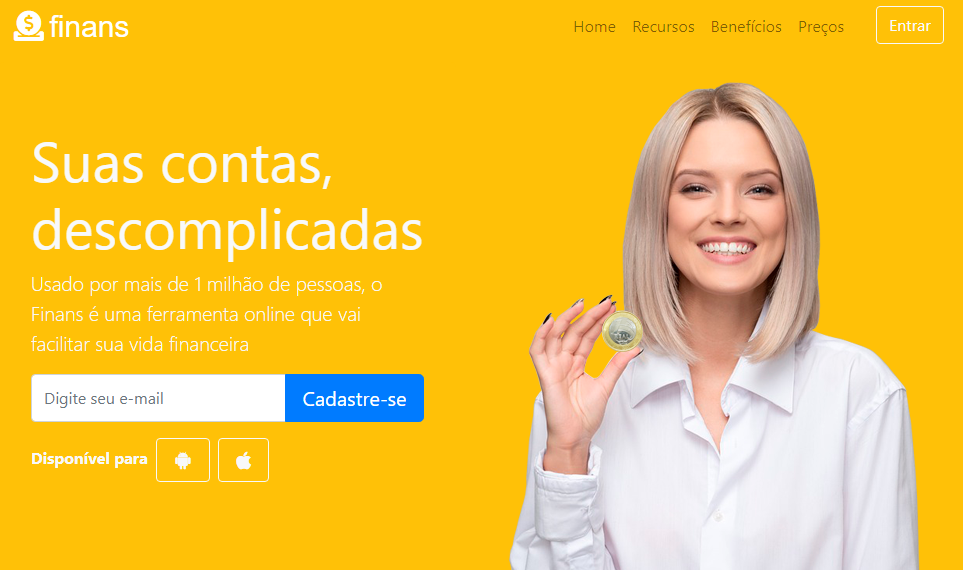 finans
Home Recursos Benefícios Preços Entrar
Suas contas,
descomplicadas
Usado por mais de 1 milhão de pessoas, o
Finans é uma ferramenta online que vai
facilitar sua vida financeira
Digite seu e-mail Cadastre-se
Disponível para